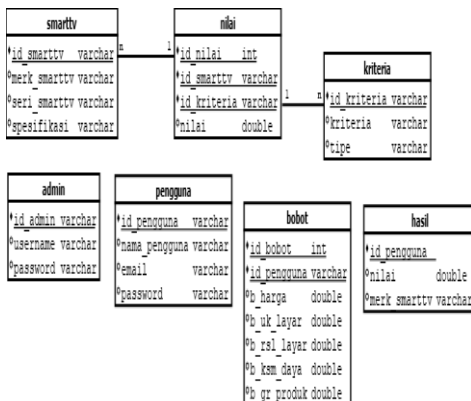 smarttv
*id_smarttv varchar
°merk_smarttv varchar
°seri_smarttv varchar
°spesifikasi varchar
n 1
nilai
*id_nilai int
*id_smarttv varchar
*id_kriteria varchar
°nilai double
1 n
kriteria
*id_kriteria varchar
°kriteria varchar
°tipe varchar
admin
*id_admin varchar
°username varchar
°password varchar
pengguna
*id_pengguna varchar
°nama_pengguna varchar
°email varchar
°password varchar
bobot
*id_bobot int
*id_pengguna varchar
°b_harga double
°b_uk_layar double
°b_rsl_layar double
°b_ksm_daya double
°b_gr_produk double
hasil
*id_pengguna
°nilai double
°merk_smarttv varchar